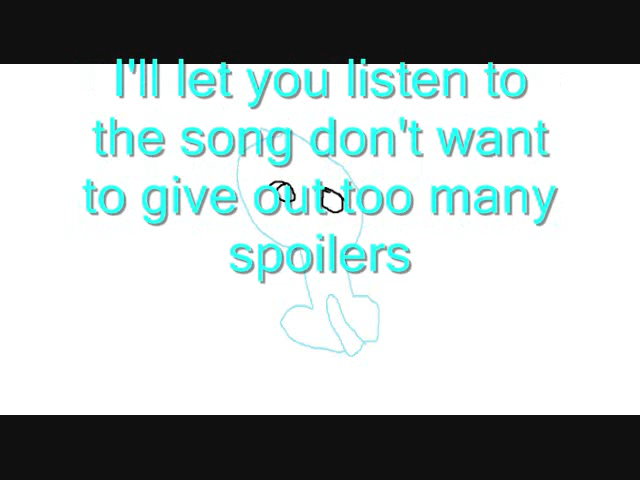 I'll let you listen to
the song don't want
to give out too many
spoilers